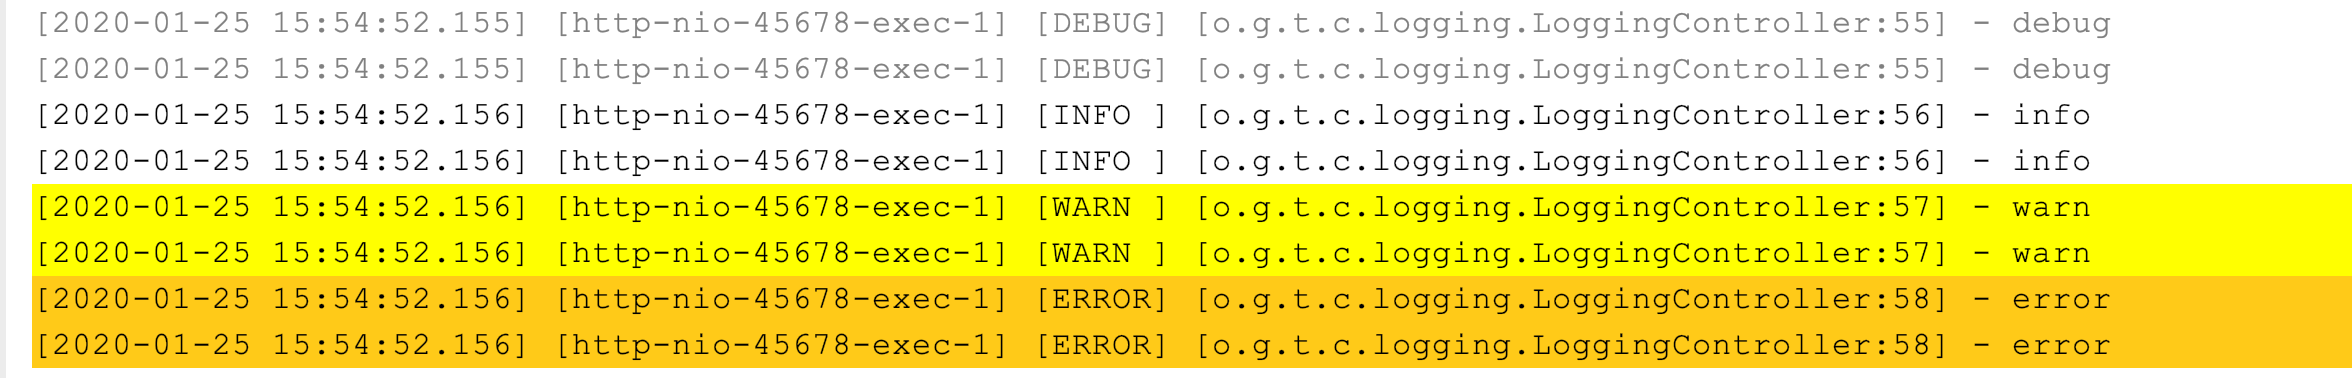 [2020-01-25 15:54:52.155] [http-nio-45678-exec-1] [DEBUG] [o.g.t.c.logging.LoggingController:55] - debug
[2020-01-25 15:54:52.155] [http-nio-45678-exec-1] [DEBUG] [o.g.t.c.logging.LoggingController:55] - debug
[2020-01-25 15:54:52.156] [http-nio-45678-exec-1] [INFO ] [o.g.t.c.logging.LoggingController:56] - info
[2020-01-25 15:54:52.156] [http-nio-45678-exec-1] [INFO ] [o.g.t.c.logging.LoggingController:56] - info
[2020-01-25 15:54:52.156] [http-nio-45678-exec-1] [WARN ] [o.g.t.c.logging.LoggingController:57] - warn
[2020-01-25 15:54:52.156] [http-nio-45678-exec-1] [WARN ] [o.g.t.c.logging.LoggingController:57] - warn
[2020-01-25 15:54:52.156] [http-nio-45678-exec-1] [ERROR] [o.g.t.c.logging.LoggingController:58] - error
[2020-01-25 15:54:52.156] [http-nio-45678-exec-1] [ERROR] [o.g.t.c.logging.LoggingController:58] - error